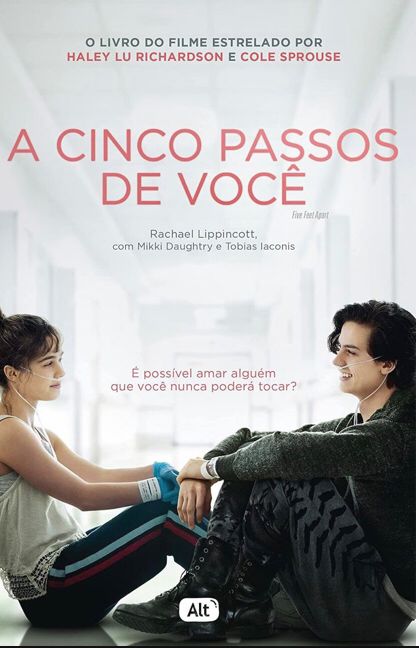 O LIVRO DO FILME ESTRELADO POR
HALEY LU RICHARDSON E COLE SPROUSE
A CINCO PASSOS
DE VOCÊ
Five Feet Apart
Rachael Lippincott,
com Mikki Daughtry e Tobias Iaconis
É possível amar alguém
que você nunca poderá tocar?
Alt